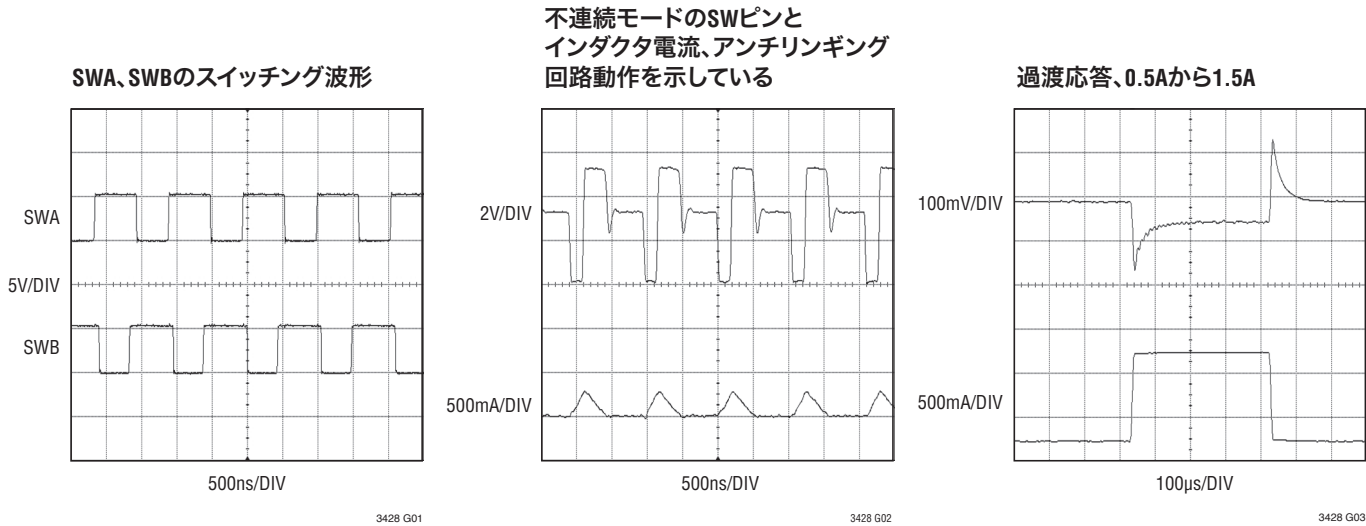 SWA、SWBのスイッチング波形
SWA
5V/DIV
SWB
500ns/DIV
3428 G01
不連続モードのSWピンと
インダクタ電流、アンチリンギング
回路動作を示している
2V/DIV
500mA/DIV
500ns/DIV
3428 G02
過渡応答、0.5Aから1.5A
100mV/DIV
500mA/DIV
100µs/DIV
3428 G03